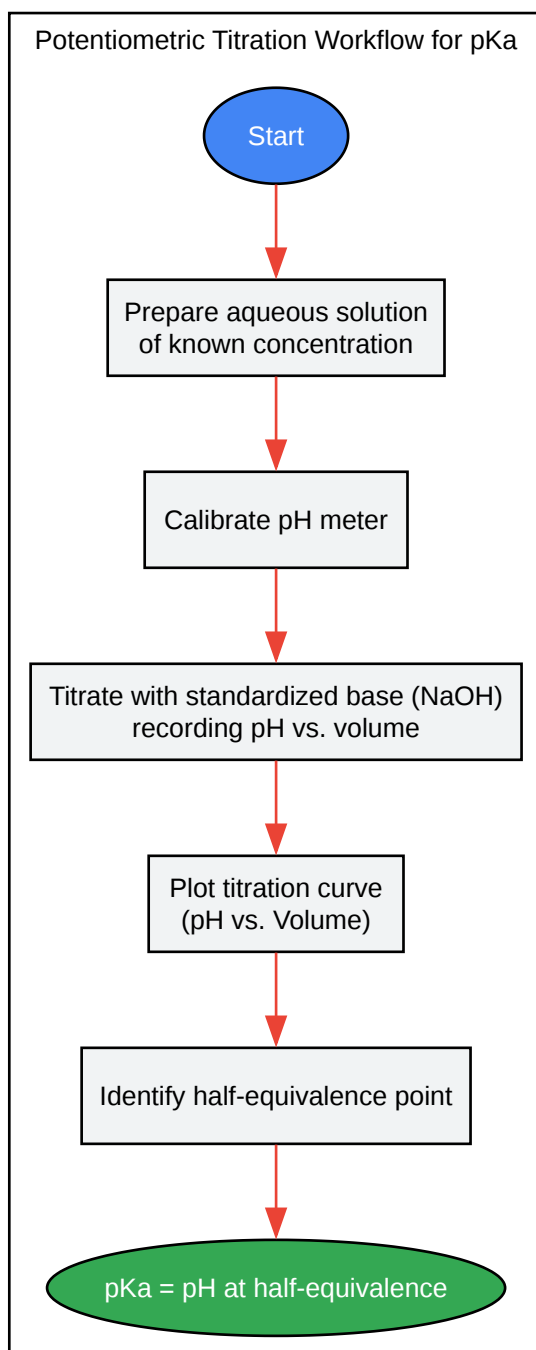 Potentiometric Titration Workflow for pKa
Start
Prepare aqueous solution
of known concentration
Calibrate pH meter
Titrate with standardized base (NaOH)
recording pH vs. volume
Plot titration curve
(pH vs. Volume)
Identify half-equivalence point
pKa = pH at half-equivalence